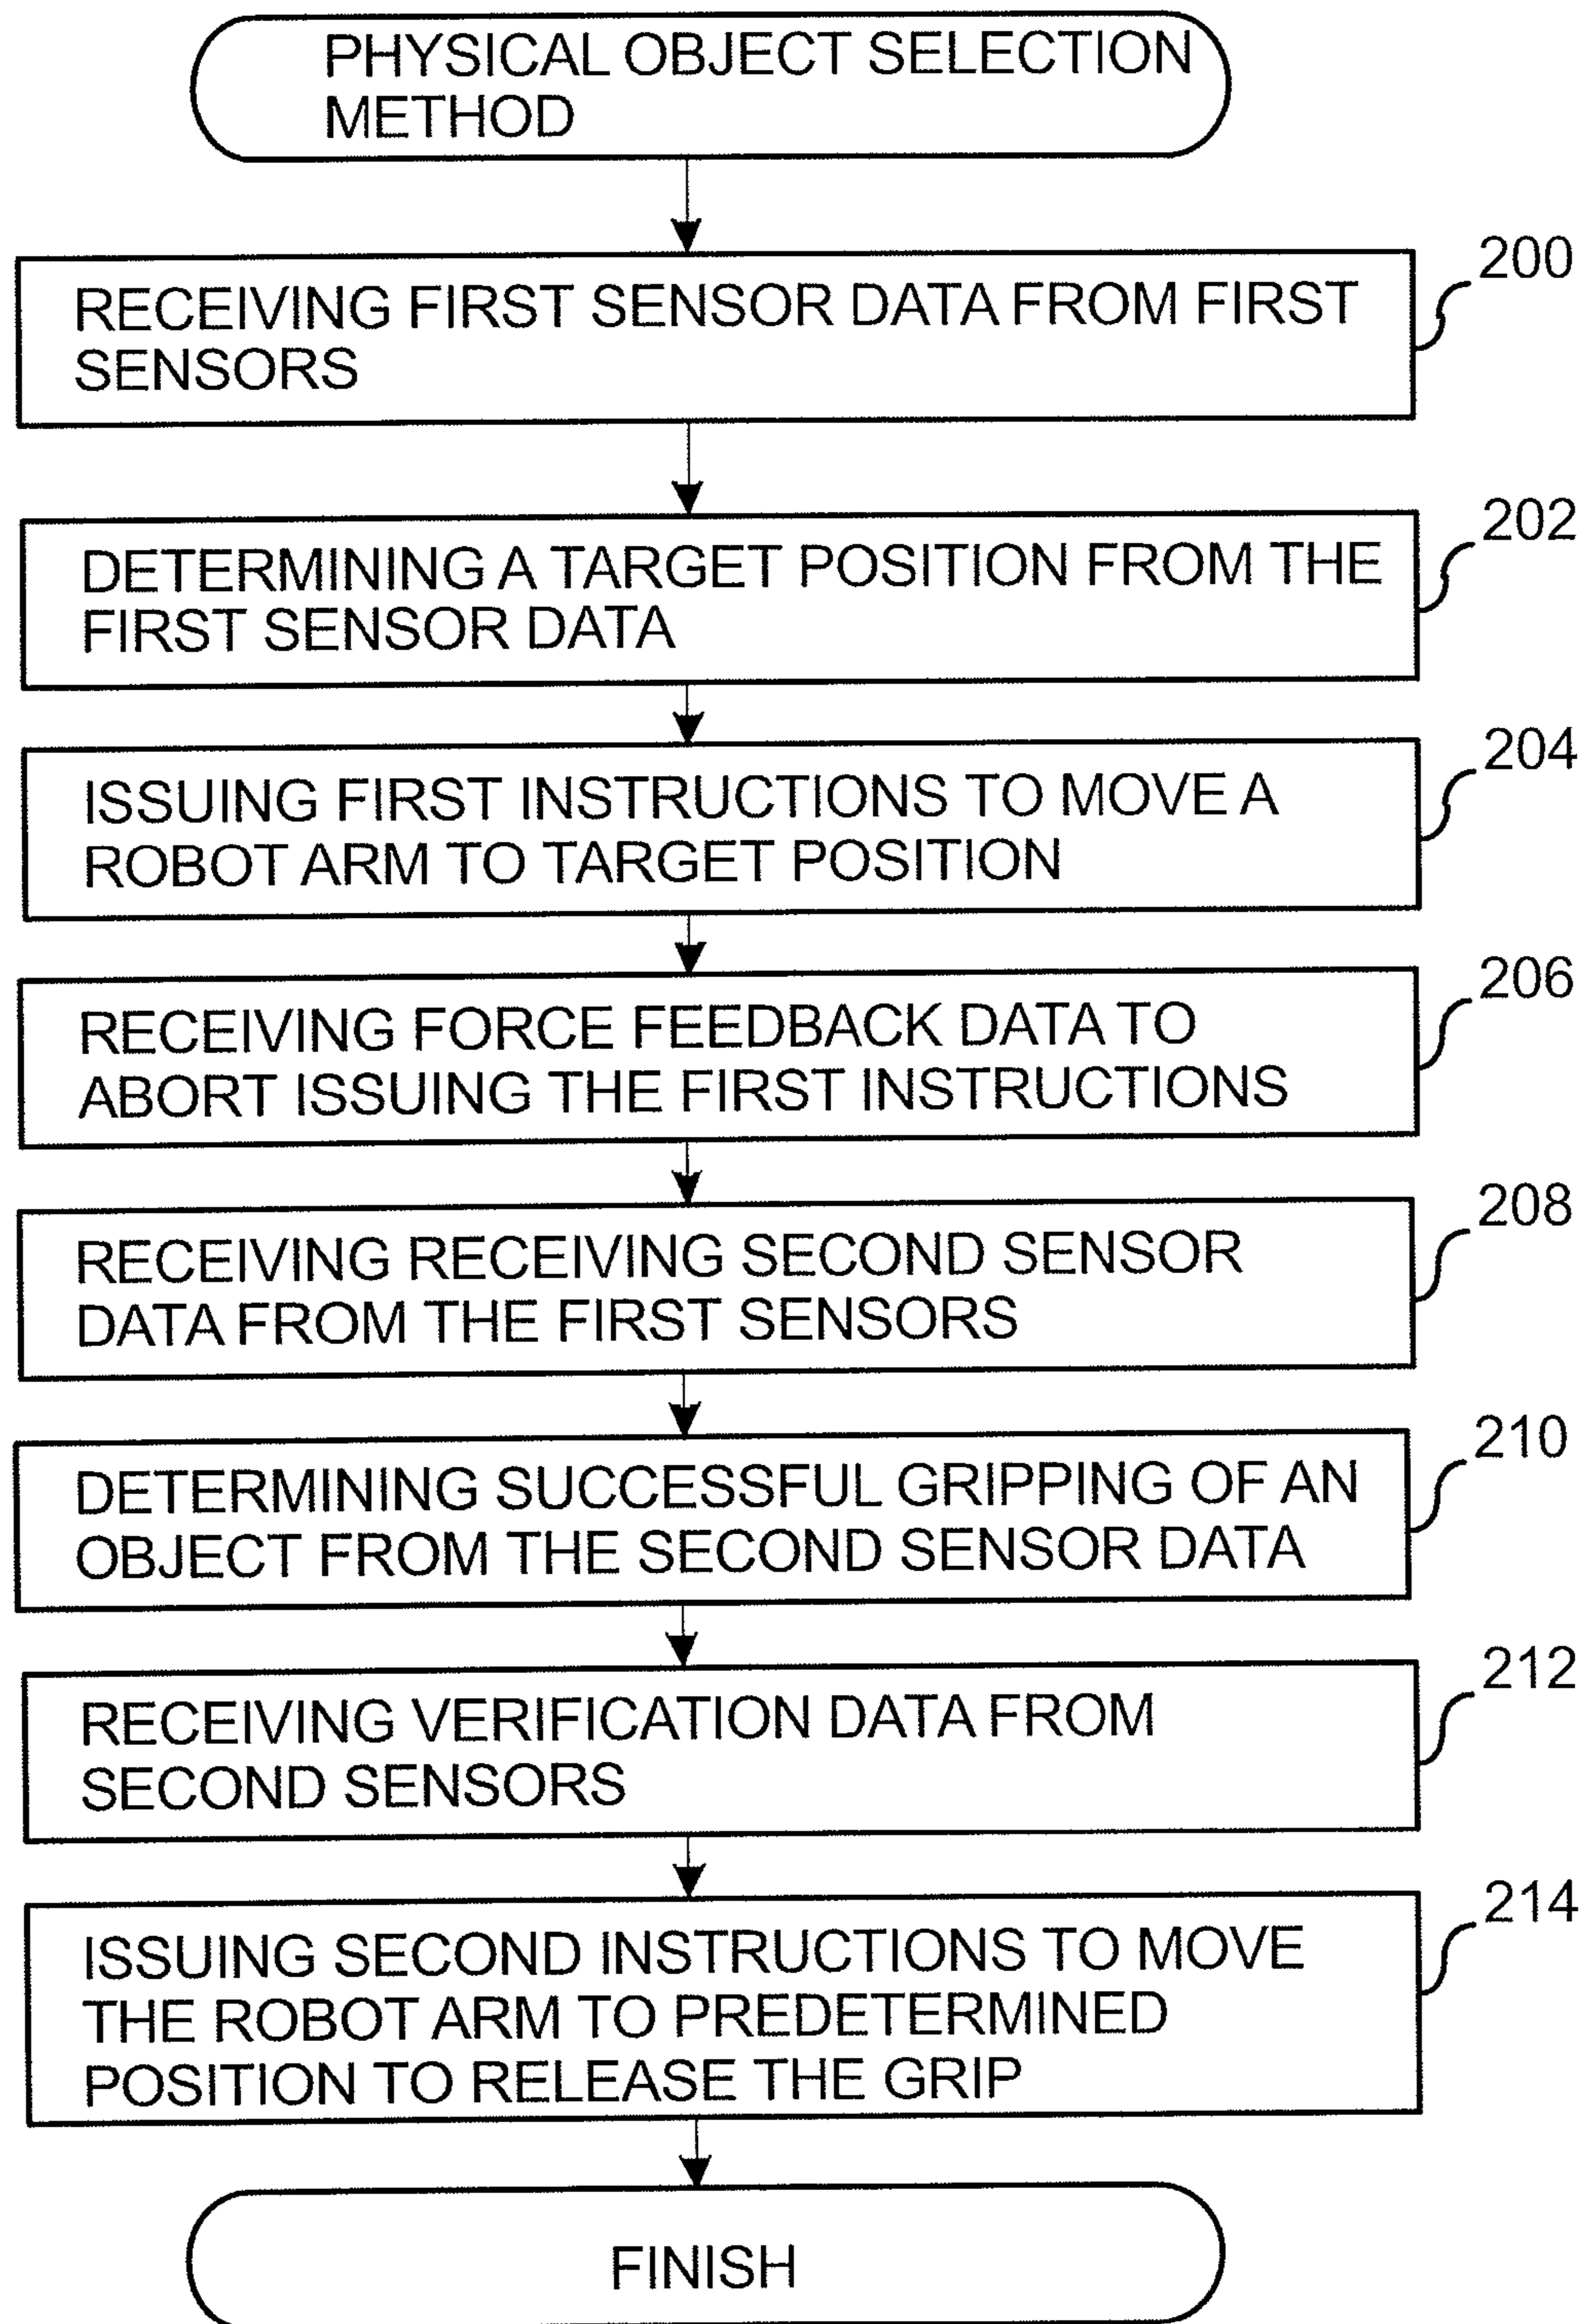 PHYSICAL OBJECT SELECTION
METHOD
200
RECEIVING FIRST SENSOR DATA FROM FIRST
SENSORS
202
DETERMINING A TARGET POSITION FROM THE
FIRST SENSOR DATA
204
ISSUING FIRST INSTRUCTIONS TO MOVE A
ROBOT ARM TO TARGET POSITION
206
RECEIVING FORCE FEEDBACK DATA TO
ABORT ISSUING THE FIRST INSTRUCTIONS
208
RECEIVING RECEIVING SECOND SENSOR
DATA FROM THE FIRST SENSORS
210
DETERMINING SUCCESSFUL GRIPPING OF AN
OBJECT FROM THE SECOND SENSOR DATA
212
RECEIVING VERIFICATION DATA FROM
SECOND SENSORS
214
ISSUING SECOND INSTRUCTIONS TO MOVE
THE ROBOT ARM TO PREDETERMINED
POSITION TO RELEASE THE GRIP
FINISH